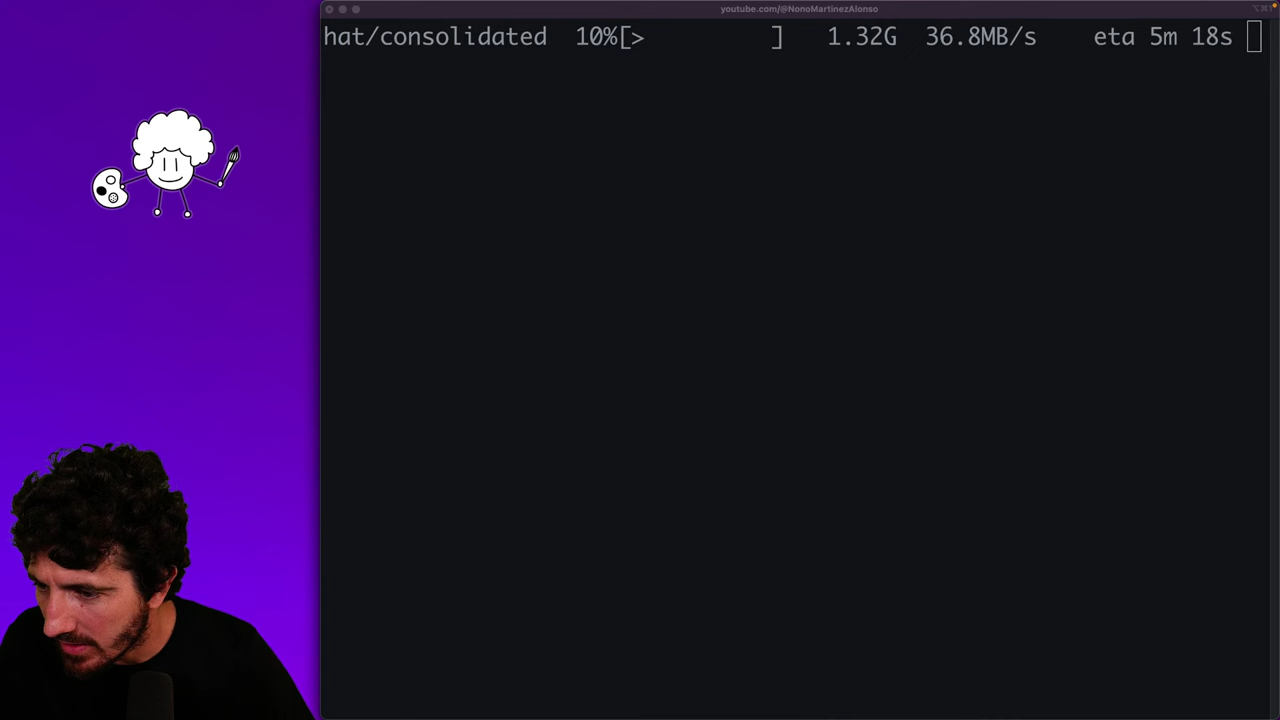 youtube.com/@NonoMartinezAlonso
hat/consolidated 10%[> ] 1.32G 36.8MB/s eta 5m 18s